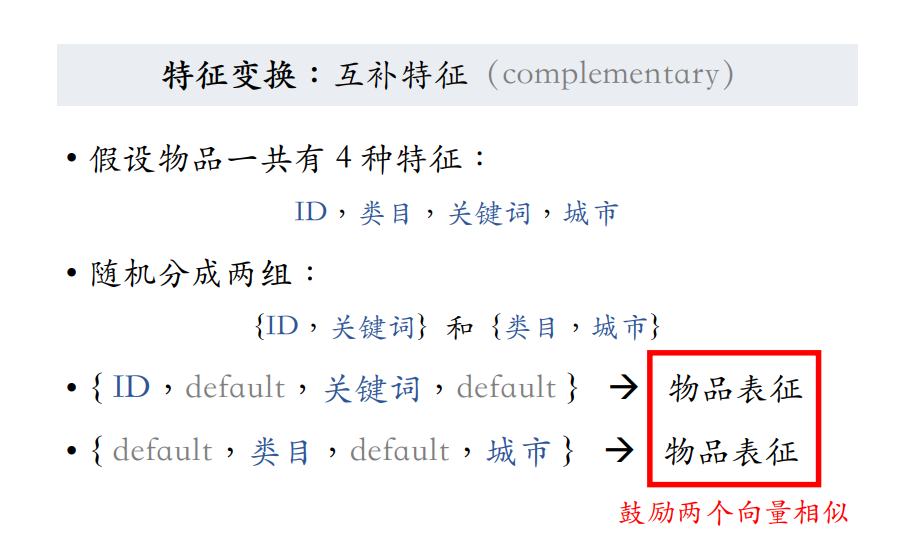 特征变换：互补特征（complementary）
• 假设物品一共有 4 种特征：
ID，类目，关键词，城市
• 随机分成两组：
{ID，关键词} 和 {类目，城市}
• { ID，default，关键词，default } → 物品表征
• { default，类目，default，城市 } → 物品表征
鼓励两个向量相似